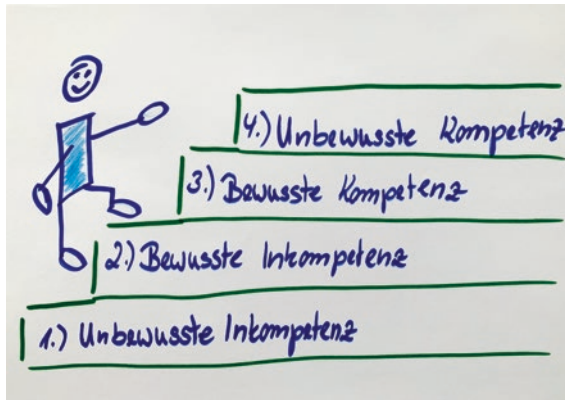 4.) Unbewusste Kompetenz
3.) Bewusste Kompetenz
2.) Bewusste Inkompetenz
1.) Unbewusste Inkompetenz